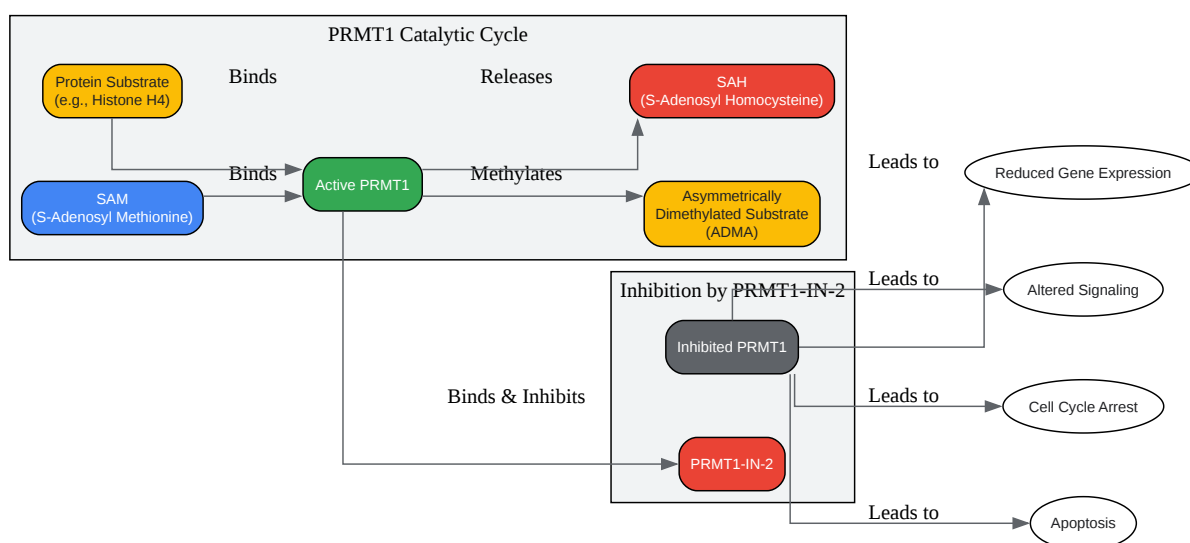 PRMT1 Catalytic Cycle
Protein Substrate
(e.g., Histone H4)
Binds
Releases
SAH
(S-Adenosyl Homocysteine)
SAM
(S-Adenosyl Methionine)
Binds
Active PRMT1
Methylates
Asymmetrically
Dimethylated Substrate
(ADMA)
Leads to
Reduced Gene Expression
Inhibition by PRMT1-IN-2
Leads to
Altered Signaling
Inhibited PRMT1
Binds & Inhibits
Leads to
Cell Cycle Arrest
PRMT1-IN-2
Leads to
Apoptosis